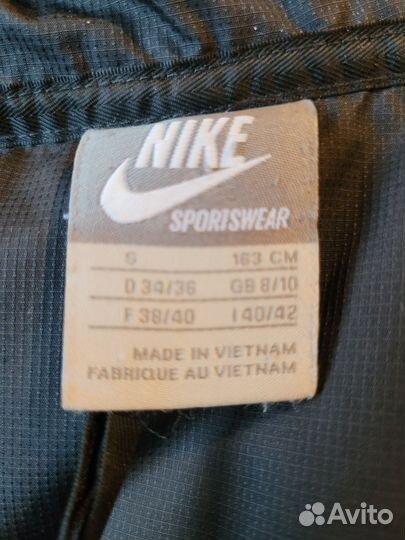 NIKE
SPORTSWEAR
S 163 CM
D 34/36 GB 8/10
F 38/40 I 40/42
MADE IN VIETNAM
FABRIQUE AU VIETNAM
Avito